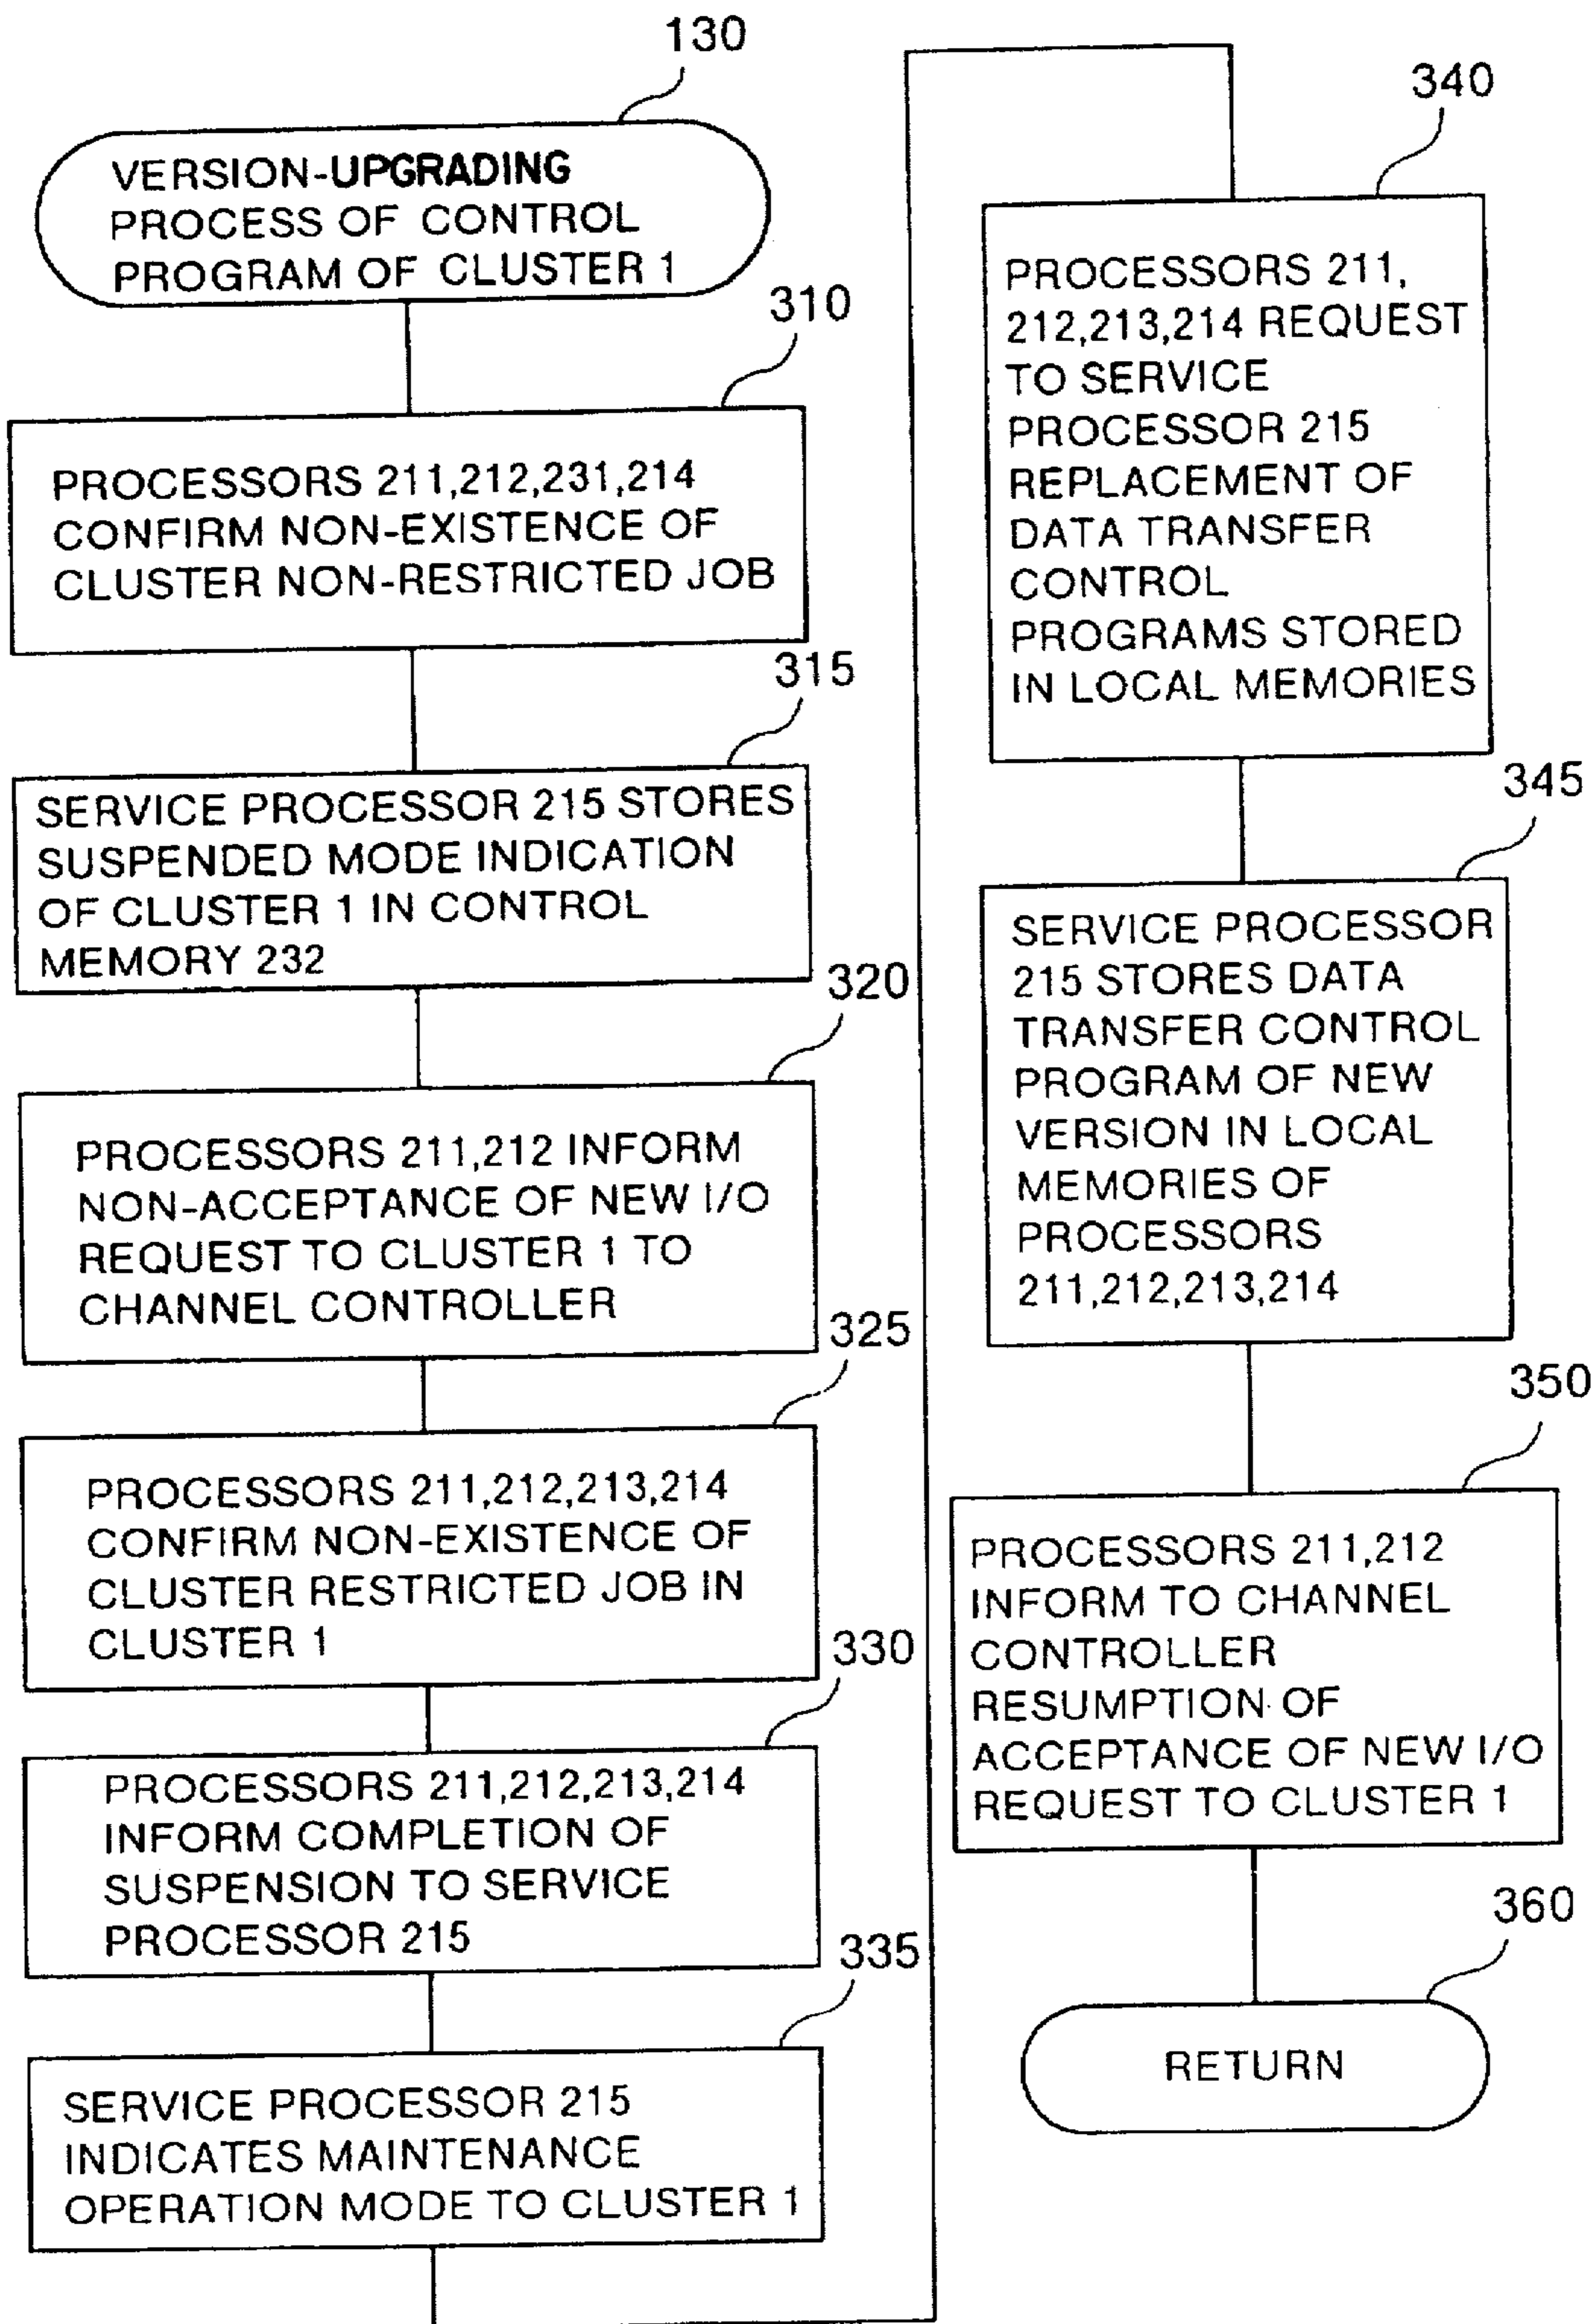 130
VERSION-UPGRADING
PROCESS OF CONTROL
PROGRAM OF CLUSTER 1
310
PROCESSORS 211,212,231,214
CONFIRM NON-EXISTENCE OF
CLUSTER NON-RESTRICTED JOB
315
SERVICE PROCESSOR 215 STORES
SUSPENDED MODE INDICATION
OF CLUSTER 1 IN CONTROL
MEMORY 232
320
PROCESSORS 211,212 INFORM
NON-ACCEPTANCE OF NEW I/O
REQUEST TO CLUSTER 1 TO
CHANNEL CONTROLLER
325
PROCESSORS 211,212,213,214
CONFIRM NON-EXISTENCE OF
CLUSTER RESTRICTED JOB IN
CLUSTER 1
330
PROCESSORS 211,212,213,214
INFORM COMPLETION OF
SUSPENSION TO SERVICE
PROCESSOR 215
335
SERVICE PROCESSOR 215
INDICATES MAINTENANCE
OPERATION MODE TO CLUSTER 1
340
PROCESSORS 211,
212,213,214 REQUEST
TO SERVICE
PROCESSOR 215
REPLACEMENT OF
DATA TRANSFER
CONTROL
PROGRAMS STORED
IN LOCAL MEMORIES
345
SERVICE PROCESSOR
215 STORES DATA
TRANSFER CONTROL
PROGRAM OF NEW
VERSION IN LOCAL
MEMORIES OF
PROCESSORS
211,212,213,214
350
PROCESSORS 211,212
INFORM TO CHANNEL
CONTROLLER
RESUMPTION OF
ACCEPTANCE OF NEW I/O
REQUEST TO CLUSTER 1
360
RETURN